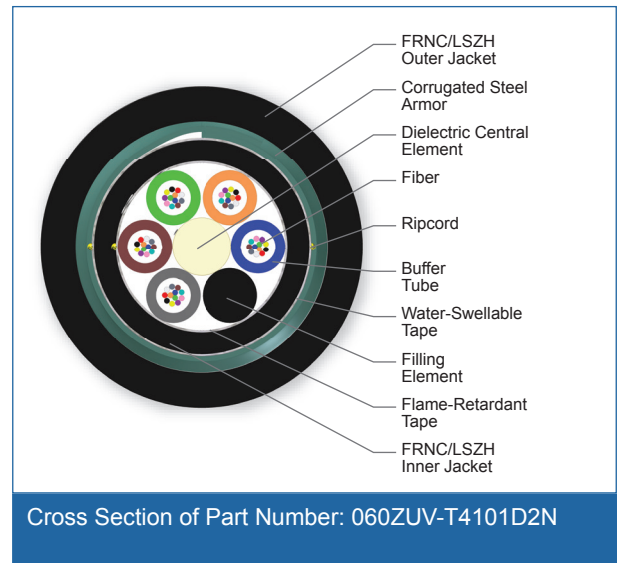 FRNC/LSZH
Outer Jacket
Corrugated Steel
Armor
Dielectric Central
Element
Fiber
Ripcord
Buffer
Tube
Water-Swellable
Tape
Filling
Element
Flame-Retardant
Tape
FRNC/LSZH
Inner Jacket
Cross Section of Part Number: 060ZUV-T4101D2N